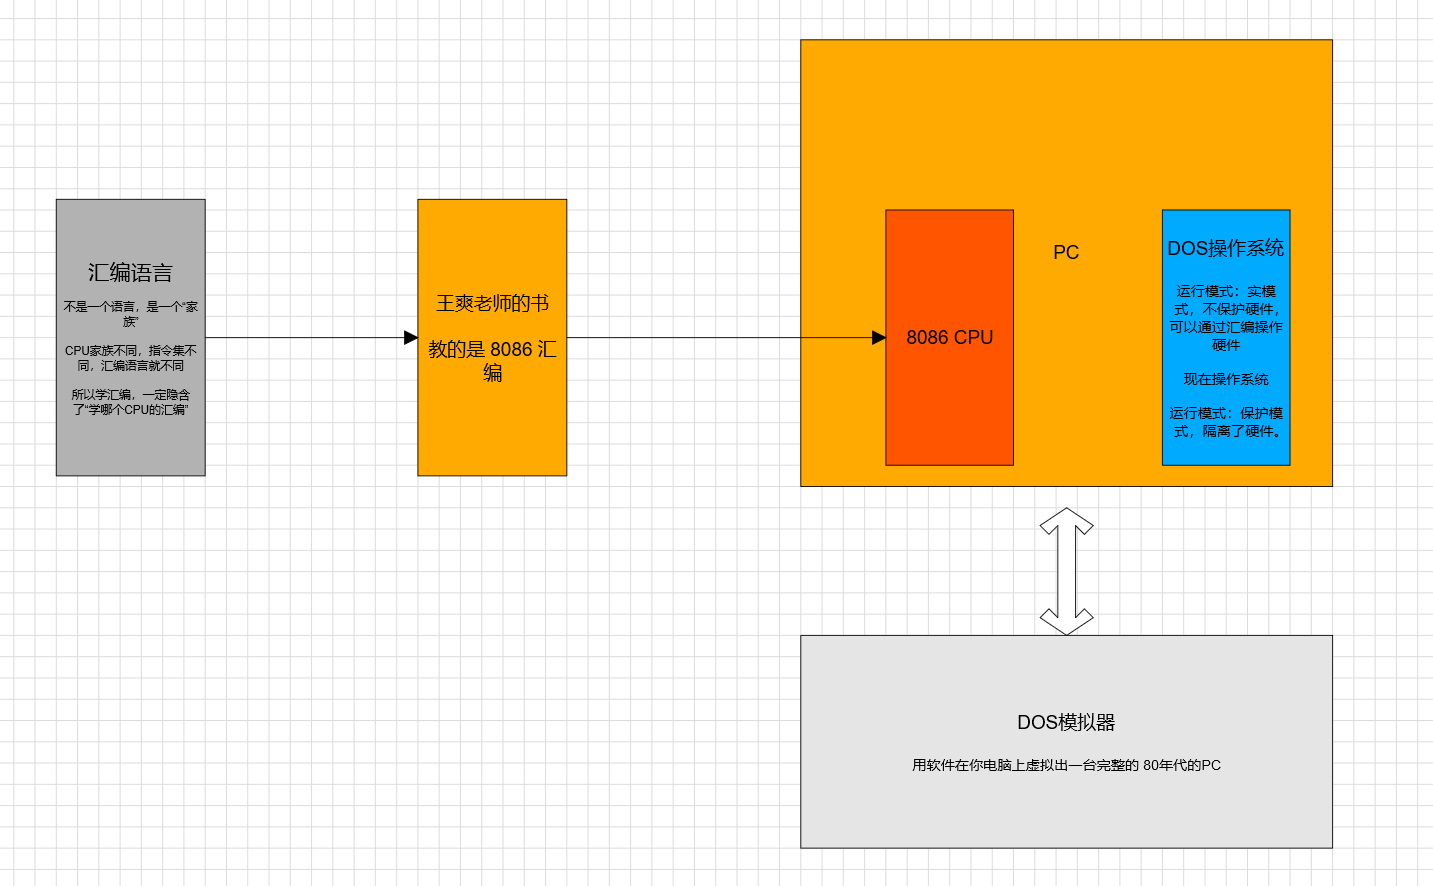 汇编语言
不是一个语言，是一个“家
族”
CPU家族不同，指令集不
同，汇编语言就不同
所以学汇编，一定隐含
了“学哪个CPU的汇编”
王爽老师的书
教的是 8086 汇
编
8086 CPU
PC
DOS操作系统
运行模式：实模
式，不保护硬件，
可以通过汇编操作
硬件
现在操作系统
运行模式：保护模
式，隔离了硬件。
DOS模拟器
用软件在你电脑上虚拟出一台完整的 80年代的PC